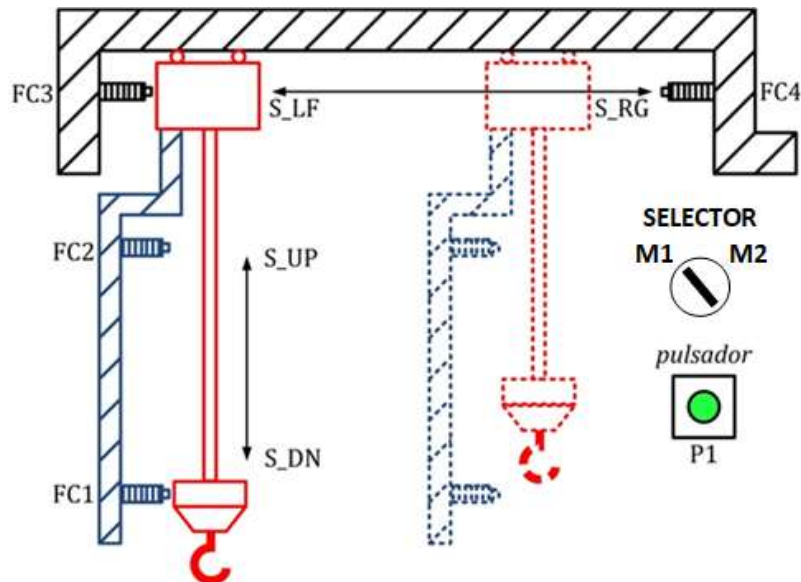 FC3
S_LF
S_RG
FC4
SELECTOR
M1 M2
FC2
S_UP
pulsador
S_DN
P1
FC1